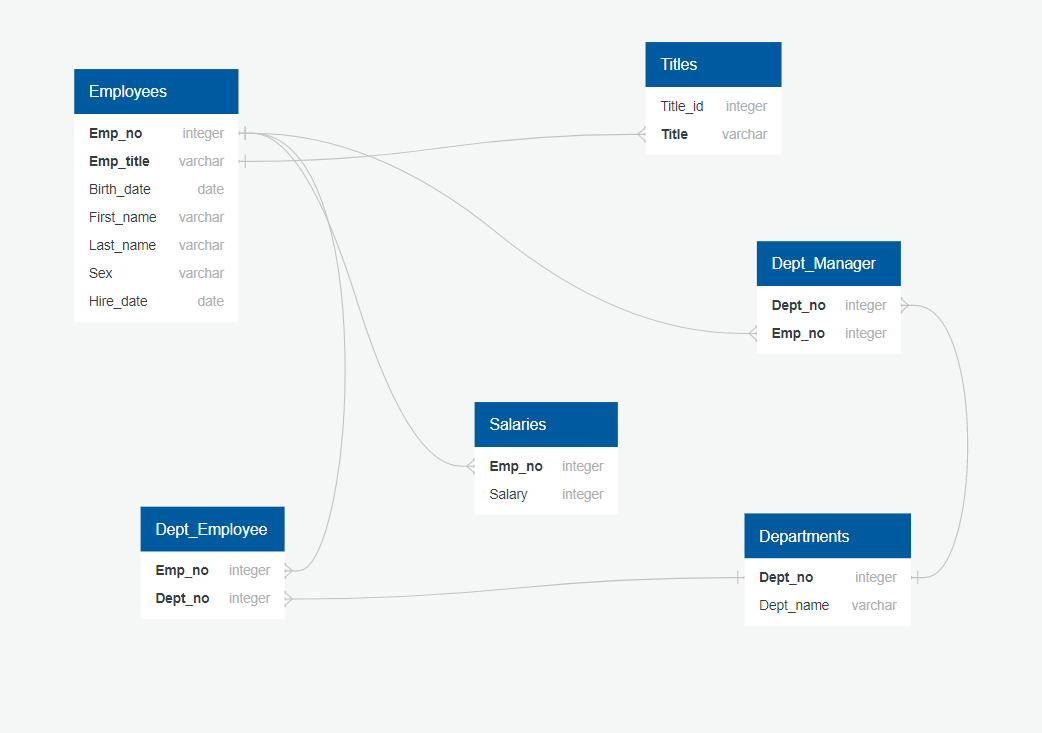 Employees
Emp_no integer
Emp_title varchar
Birth_date date
First_name varchar
Last_name varchar
Sex varchar
Hire_date date
Titles
Title_id integer
Title varchar
Dept_Manager
Dept_no integer
Emp_no integer
Salaries
Emp_no integer
Salary integer
Dept_Employee
Emp_no integer
Dept_no integer
Departments
Dept_no integer
Dept_name varchar